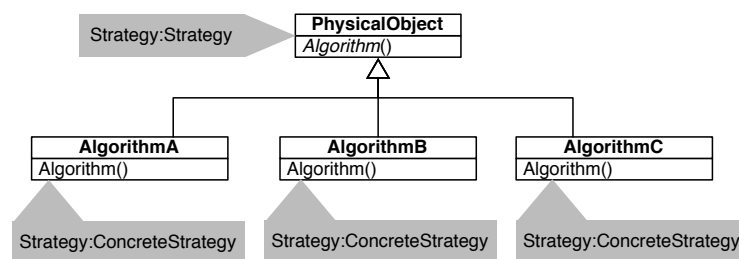 PhysicalObject
Strategy:Strategy
Algorithm()
AlgorithmA
AlgorithmB
AlgorithmC
Algorithm()
Algorithm()
Algorithm()
Strategy:ConcreteStrategy
Strategy:ConcreteStrategy
Strategy:ConcreteStrategy